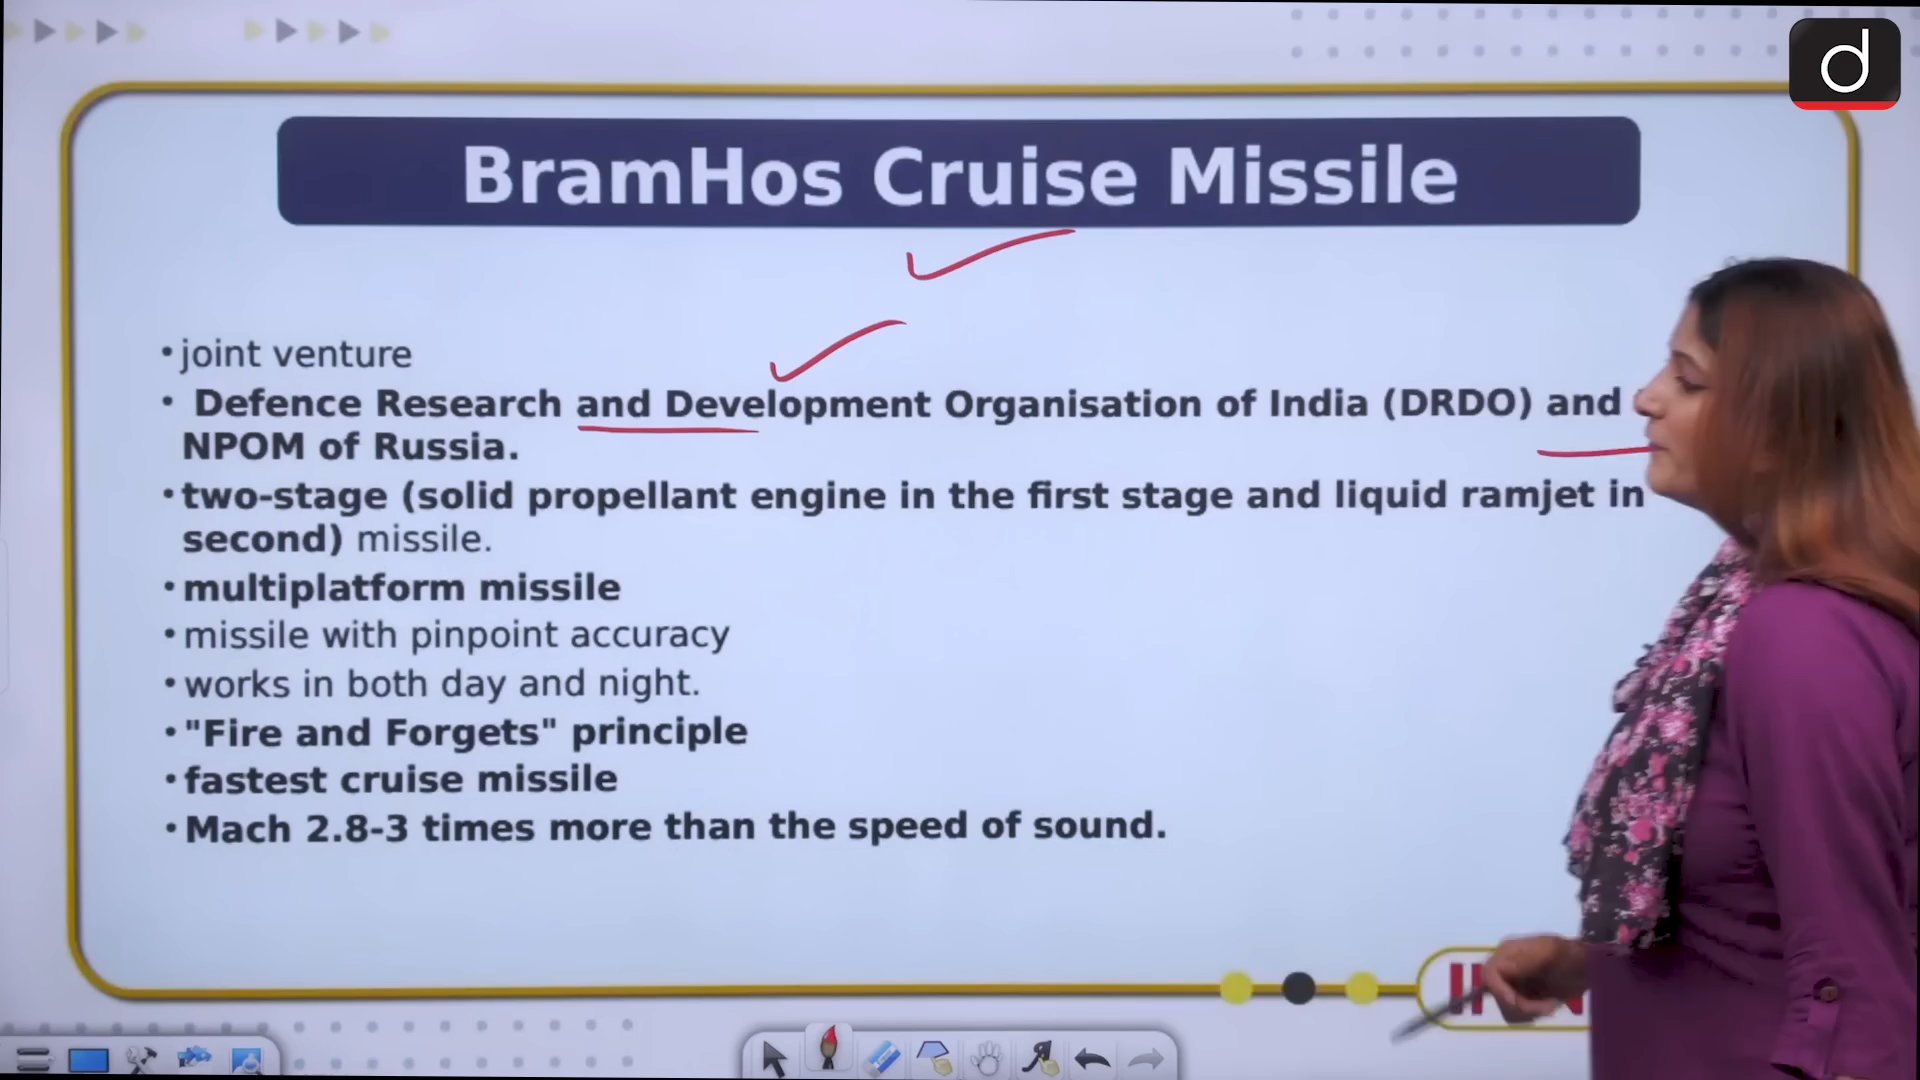 d
BramHos Cruise Missile
•joint venture
• Defence Research and Development Organisation of India (DRDO) and
NPOM of Russia.
•two-stage (solid propellant engine in the first stage and liquid ramjet in
second) missile.
•multiplatform missile
•missile with pinpoint accuracy
•works in both day and night.
•"Fire and Forgets" principle
•fastest cruise missile
•Mach 2.8-3 times more than the speed of sound.